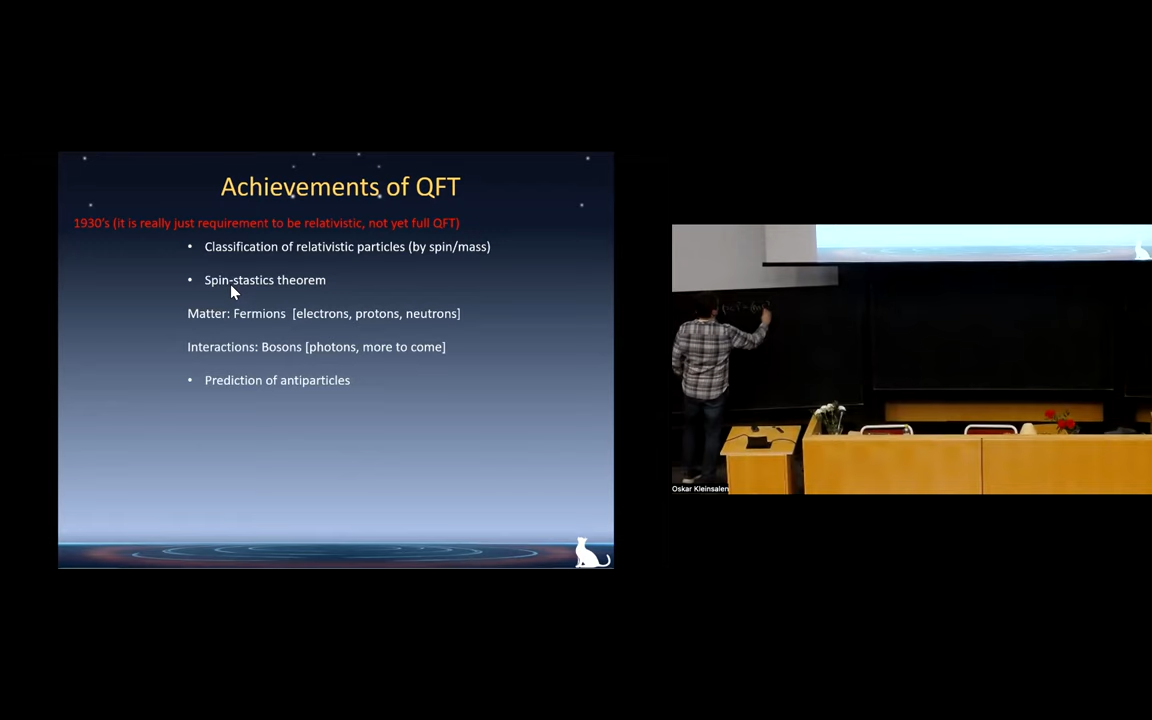 Achievements of QFT
1930's (it is really just requirement to be relativistic, not yet full QFT)
• Classification of relativistic particles (by spin/mass)
• Spin-stastics theorem
Matter: Fermions [electrons, protons, neutrons]
Interactions: Bosons [photons, more to come]
• Prediction of antiparticles
Oskar Kleinsalen